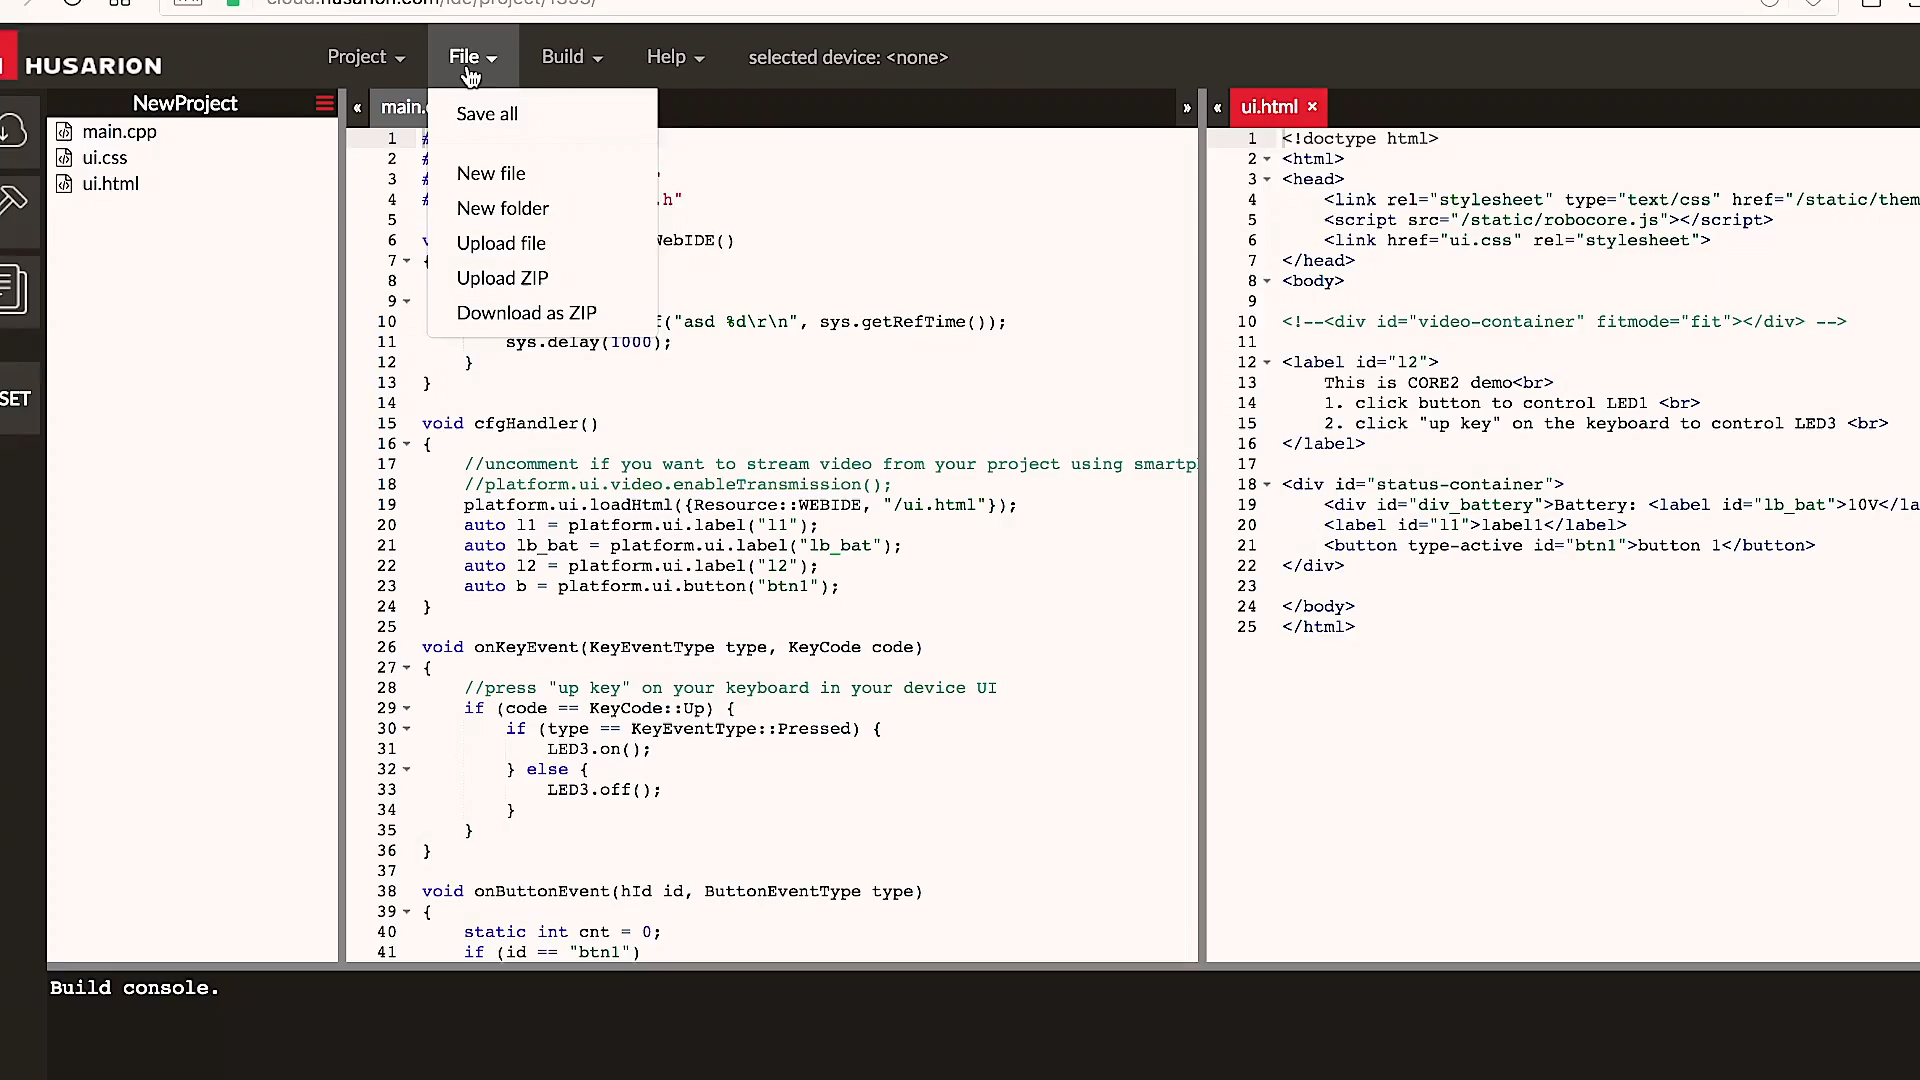 HUSARION
Project
File
Build
Help
selected device: <none>
NewProject
main.cpp
ui.css
ui.html
SET
Save all
New file
New folder
Upload file
Upload ZIP
Download as ZIP
« main. »
1 #
2 #
3 #
4 # .h"
5
6 WebIDE()
7 {
8
9
10 f("asd %d\r\n", sys.getRefTime());
11 sys.delay(1000);
12 }
13 }
14
15 void cfgHandler()
16 {
17 //uncomment if you want to stream video from your project using smartp
18 //platform.ui.video.enableTransmission();
19 platform.ui.loadHtml({Resource::WEBIDE, "/ui.html"});
20 auto l1 = platform.ui.label("l1");
21 auto lb_bat = platform.ui.label("lb_bat");
22 auto l2 = platform.ui.label("l2");
23 auto b = platform.ui.button("btn1");
24 }
25
26 void onKeyEvent(KeyEventType type, KeyCode code)
27 {
28 //press "up key" on your keyboard in your device UI
29 if (code == KeyCode::Up) {
30 if (type == KeyEventType::Pressed) {
31 LED3.on();
32 } else {
33 LED3.off();
34 }
35 }
36 }
37
38 void onButtonEvent(hId id, ButtonEventType type)
39 {
40 static int cnt = 0;
41 if (id == "btn1")
« ui.html ×
1 <!doctype html>
2 <html>
3 <head>
4 <link rel="stylesheet" type="text/css" href="/static/them
5 <script src="/static/robocore.js"></script>
6 <link href="ui.css" rel="stylesheet">
7 </head>
8 <body>
9
10 <!--<div id="video-container" fitmode="fit"></div> -->
11
12 <label id="l2">
13 This is CORE2 demo<br>
14 1. click button to control LED1 <br>
15 2. click "up key" on the keyboard to control LED3 <br>
16 </label>
17
18 <div id="status-container">
19 <div id="div_battery">Battery: <label id="lb_bat">10V</la
20 <label id="l1">label1</label>
21 <button type-active id="btn1">button 1</button>
22 </div>
23
24 </body>
25 </html>
Build console.